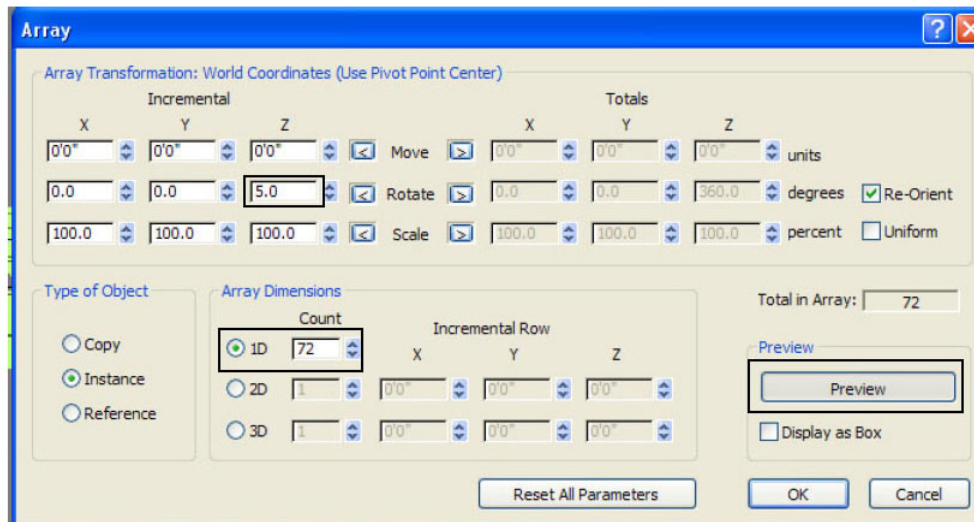 Array
Array Transformation: World Coordinates (Use Pivot Point Center)
Incremental Totals
X Y Z X Y Z
0'0" 0'0" 0'0" < Move > 0'0" 0'0" 0'0" units
0.0 0.0 5.0 < Rotate > 0.0 0.0 360.0 degrees Re-Orient
100.0 100.0 100.0 < Scale > 100.0 100.0 100.0 percent Uniform
Type of Object
Copy
Instance
Reference
Array Dimensions
Count
Incremental Row
1D 72 X Y Z
2D 1 0'0" 0'0" 0'0"
3D 1 0'0" 0'0" 0'0"
Total in Array: 72
Preview
Preview
Display as Box
Reset All Parameters OK Cancel